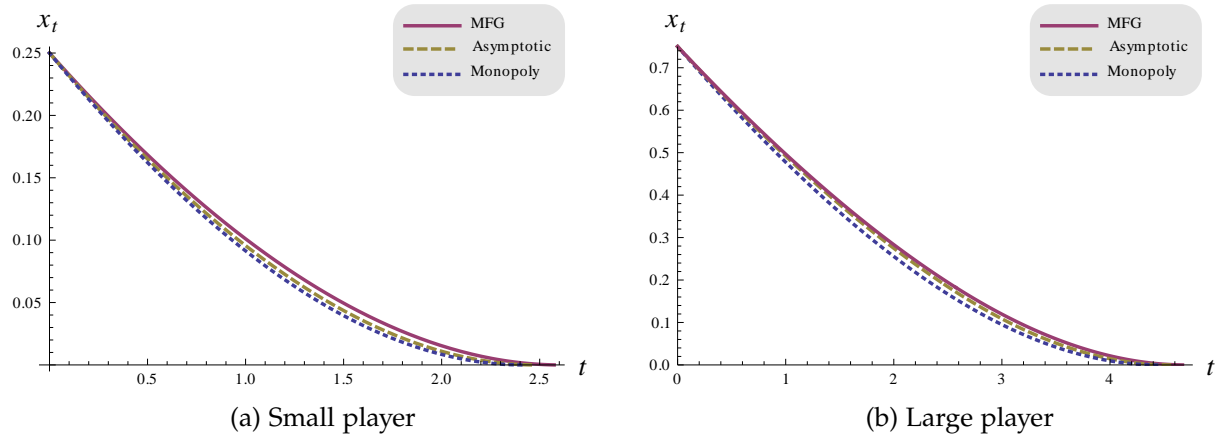 x_t
MFG
Asymptotic
Monopoly
0.25
0.20
0.15
0.10
0.05
0.5
1.0
1.5
2.0
2.5
t
(a) Small player
x_t
MFG
Asymptotic
Monopoly
0.7
0.6
0.5
0.4
0.3
0.2
0.1
0.0
0
1
2
3
4
t
(b) Large player